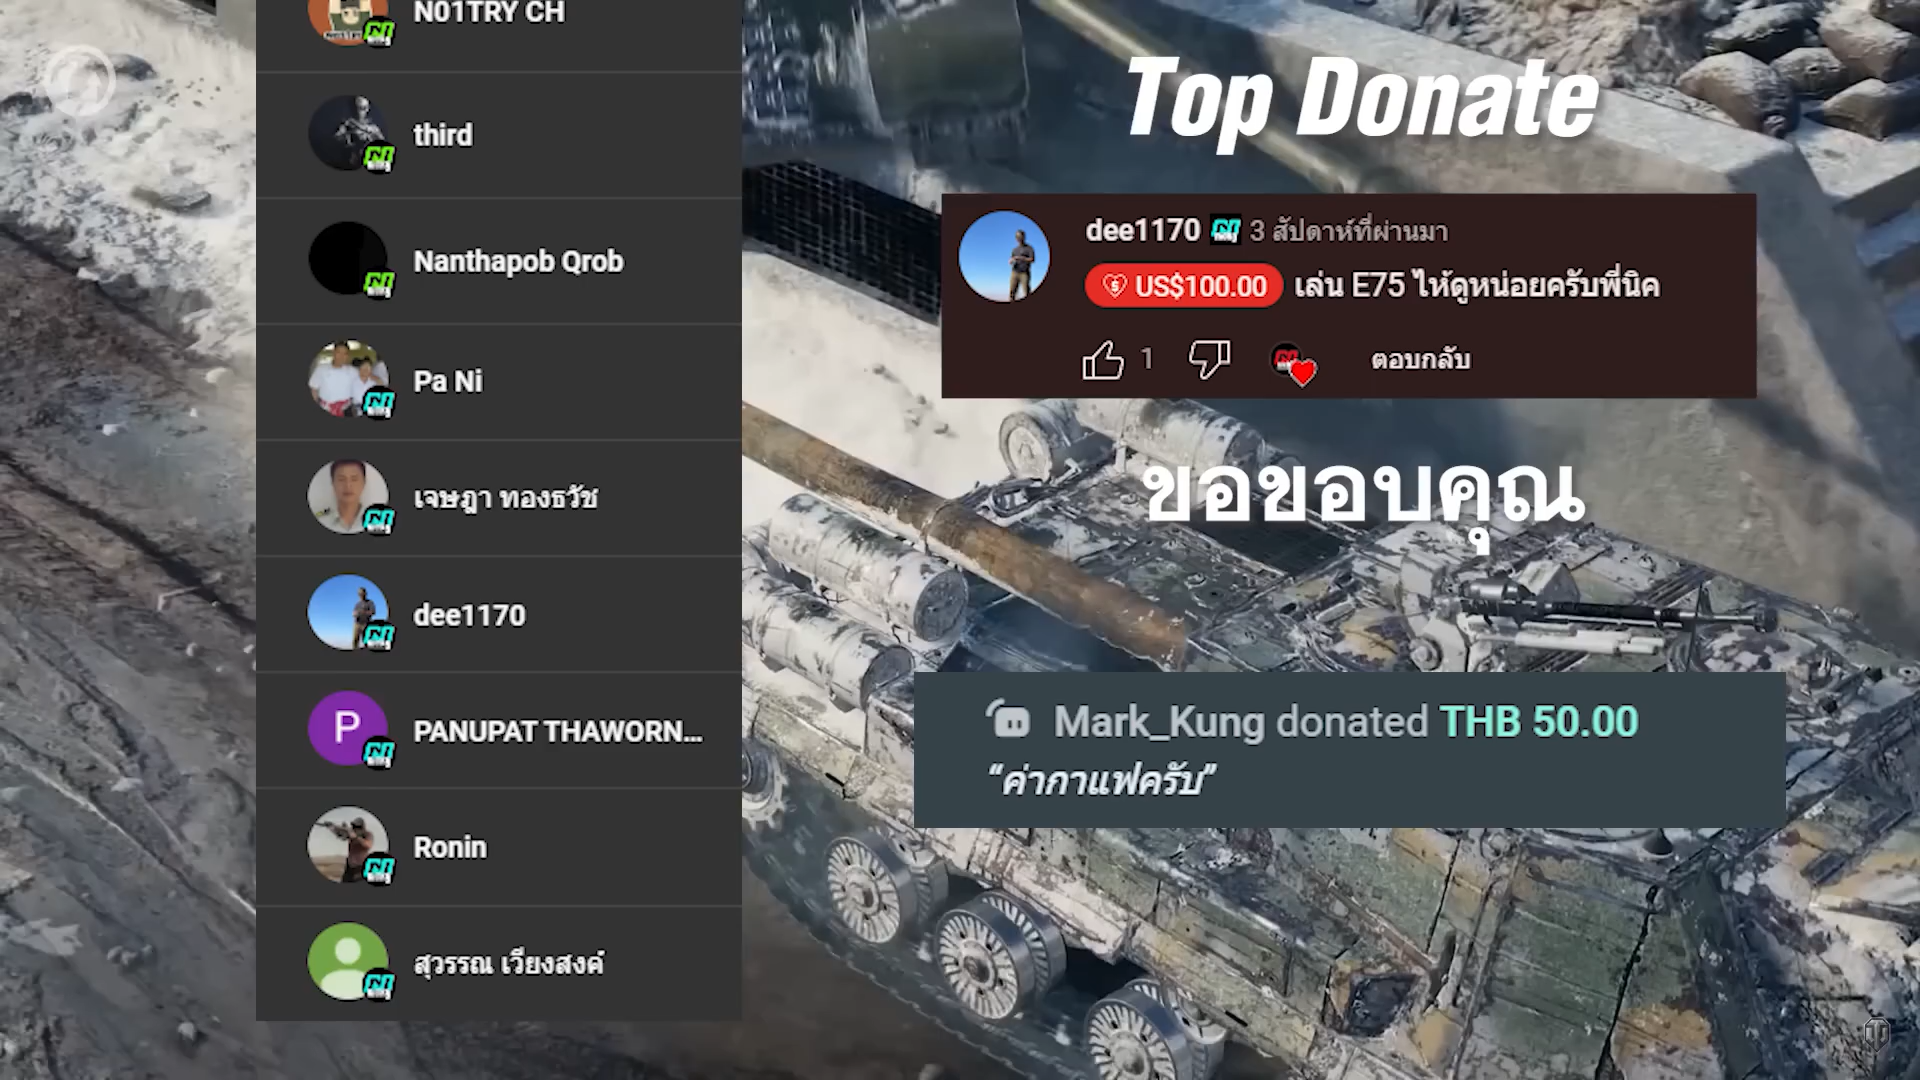 N01TRY CH
third
Nanthapob Qrob
Pa Ni
เจษฎา ทองธวัช
dee1170
P
PANUPAT THAWORN...
Ronin
สุวรรณ เวียงสงค์
Top Donate
dee1170 3 สัปดาห์ที่ผ่านมา
US$100.00 เล่น E75 ไห้ดูหน่อยครับพี่นิค
1 ตอบกลับ
ขอขอบคุณ
Mark_Kung donated THB 50.00
“ค่ากาแฟครับ”